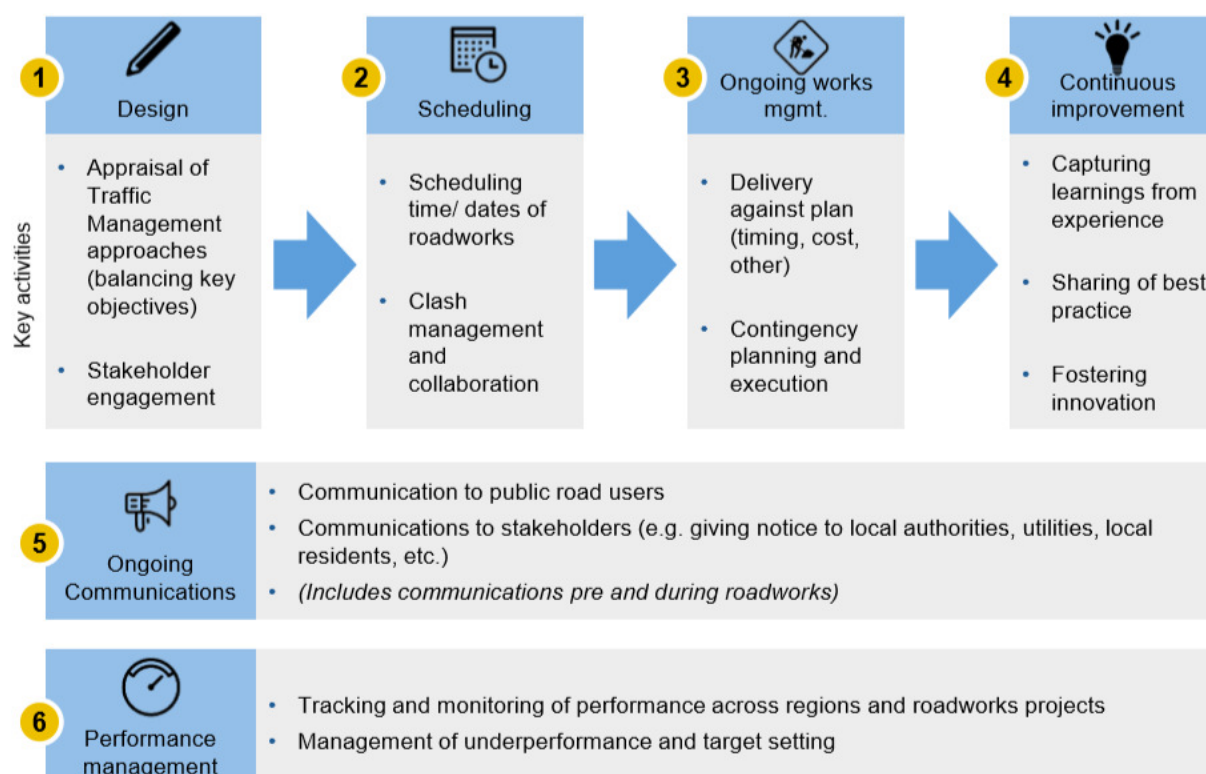 1
Design
2
Scheduling
3
Ongoing works
mgmt.
4
Continuous
improvement
Key activities
• Appraisal of
Traffic
Management
approaches
(balancing key
objectives)
• Stakeholder
engagement
• Scheduling
time/ dates of
roadworks
• Clash
management
and
collaboration
• Delivery
against plan
(timing, cost,
other)
• Contingency
planning and
execution
• Capturing
learnings from
experience
• Sharing of best
practice
• Fostering
innovation
5
Ongoing
Communications
• Communication to public road users
• Communications to stakeholders (e.g. giving notice to local authorities, utilities, local
residents, etc.)
• (Includes communications pre and during roadworks)
6
Performance
management
• Tracking and monitoring of performance across regions and roadworks projects
• Management of underperformance and target setting